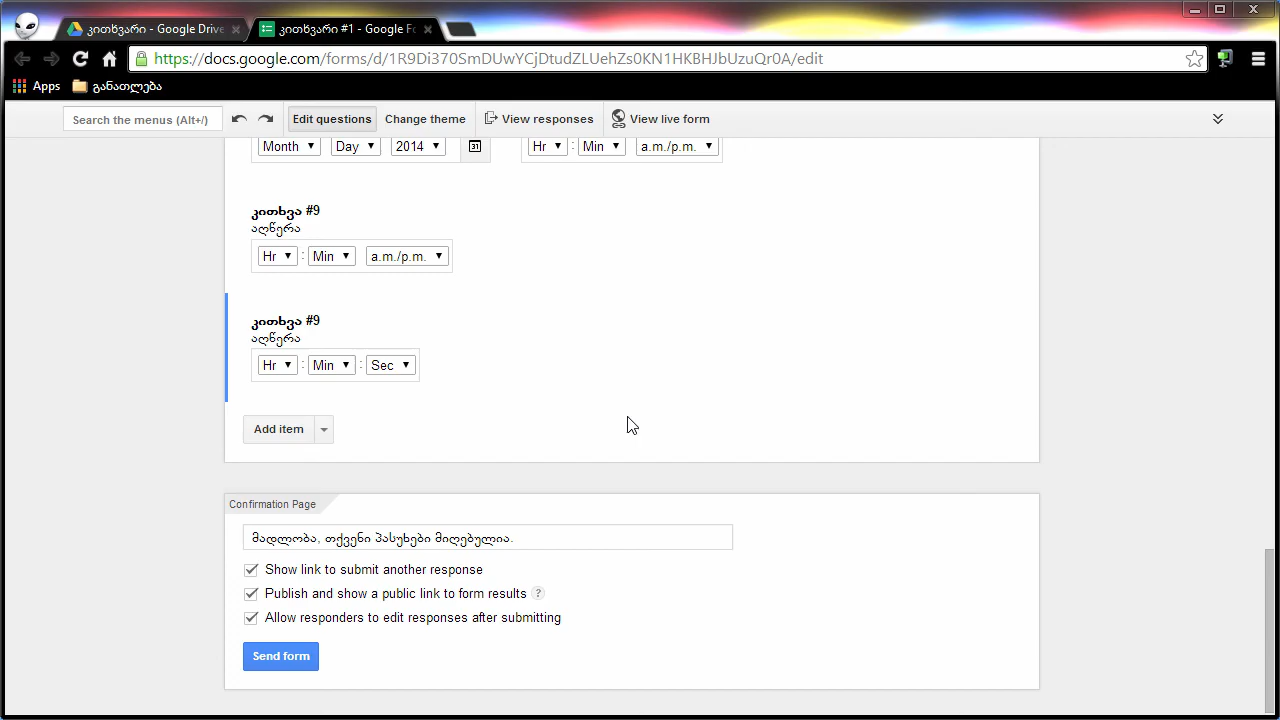 კითხვარი - Google Drive
კითხვარი #1 - Google Fo
https://docs.google.com/forms/d/1R9Di370SmDUwYCjDtudZLUehZs0KN1HKBHJbUzuQr0A/edit
Apps განათლება
Search the menus (Alt+/) Edit questions Change theme View responses View live form
Month Day 2014 31 Hr : Min a.m./p.m.
კითხვა #9
აღწერა
Hr : Min a.m./p.m.
კითხვა #9
აღწერა
Hr : Min : Sec
Add item
Confirmation Page
მადლობა, თქვენი პასუხები მიღებულია.
Show link to submit another response
Publish and show a public link to form results ?
Allow responders to edit responses after submitting
Send form